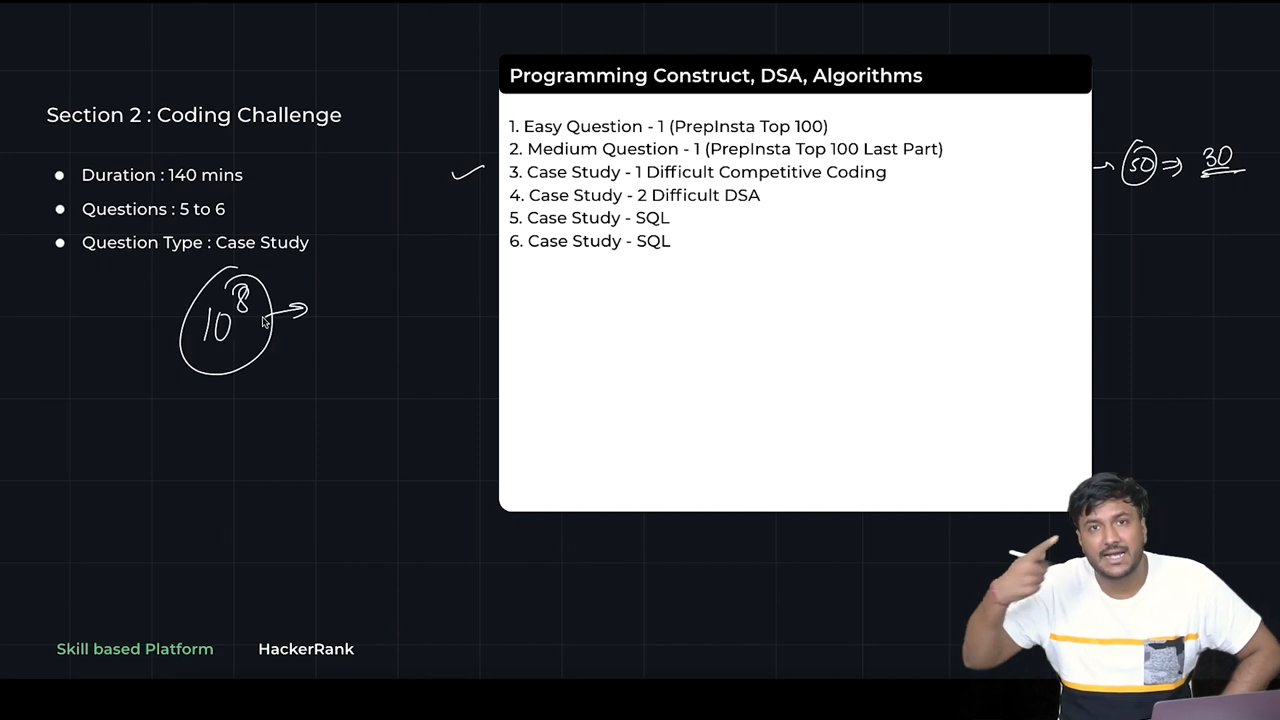 Programming Construct, DSA, Algorithms
Section 2 : Coding Challenge
Duration : 140 mins
Questions : 5 to 6
Question Type : Case Study
10^8
1. Easy Question - 1 (PrepInsta Top 100)
2. Medium Question - 1 (PrepInsta Top 100 Last Part)
3. Case Study - 1 Difficult Competitive Coding
4. Case Study - 2 Difficult DSA
5. Case Study - SQL
6. Case Study - SQL
→ 50 ⇒ 30
Skill based Platform
HackerRank